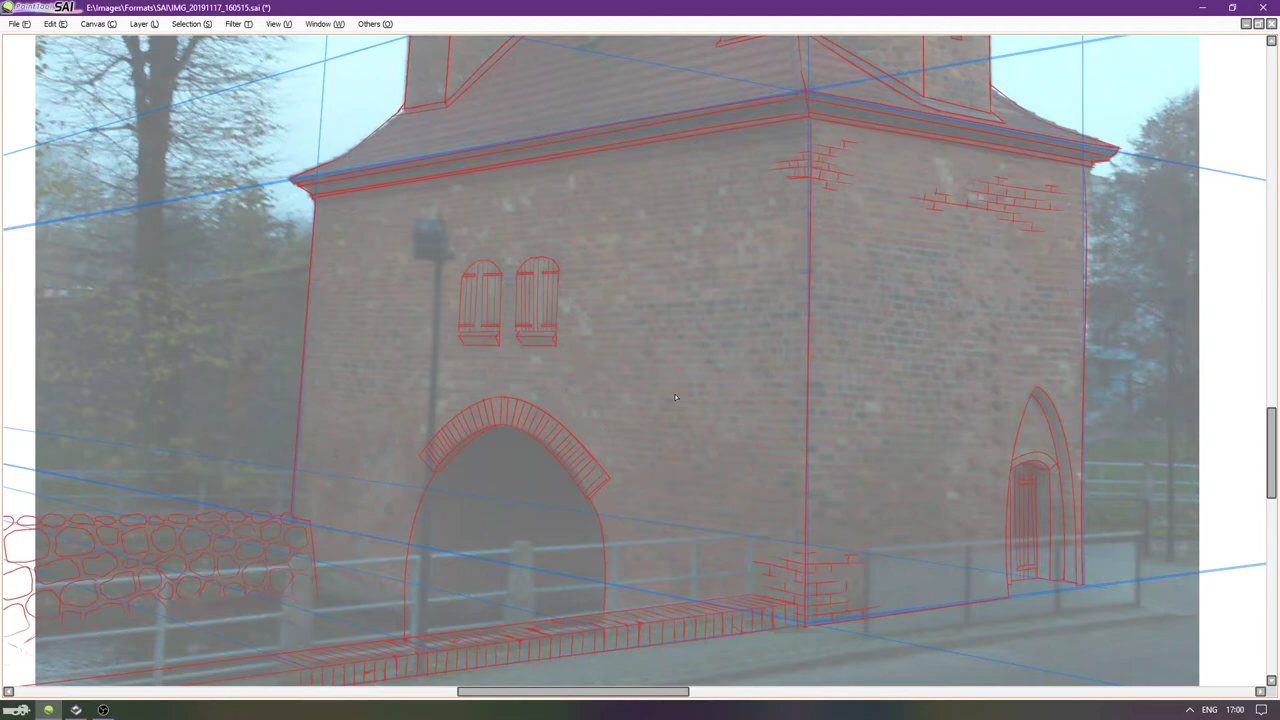 PaintTool SAI E:\Images\Formats\SAI\IMG_20191117_160515.sai (*)
File (F) Edit (E) Canvas (C) Layer (L) Selection (S) Filter (T) View (V) Window (W) Others (O)
ENG 17:00